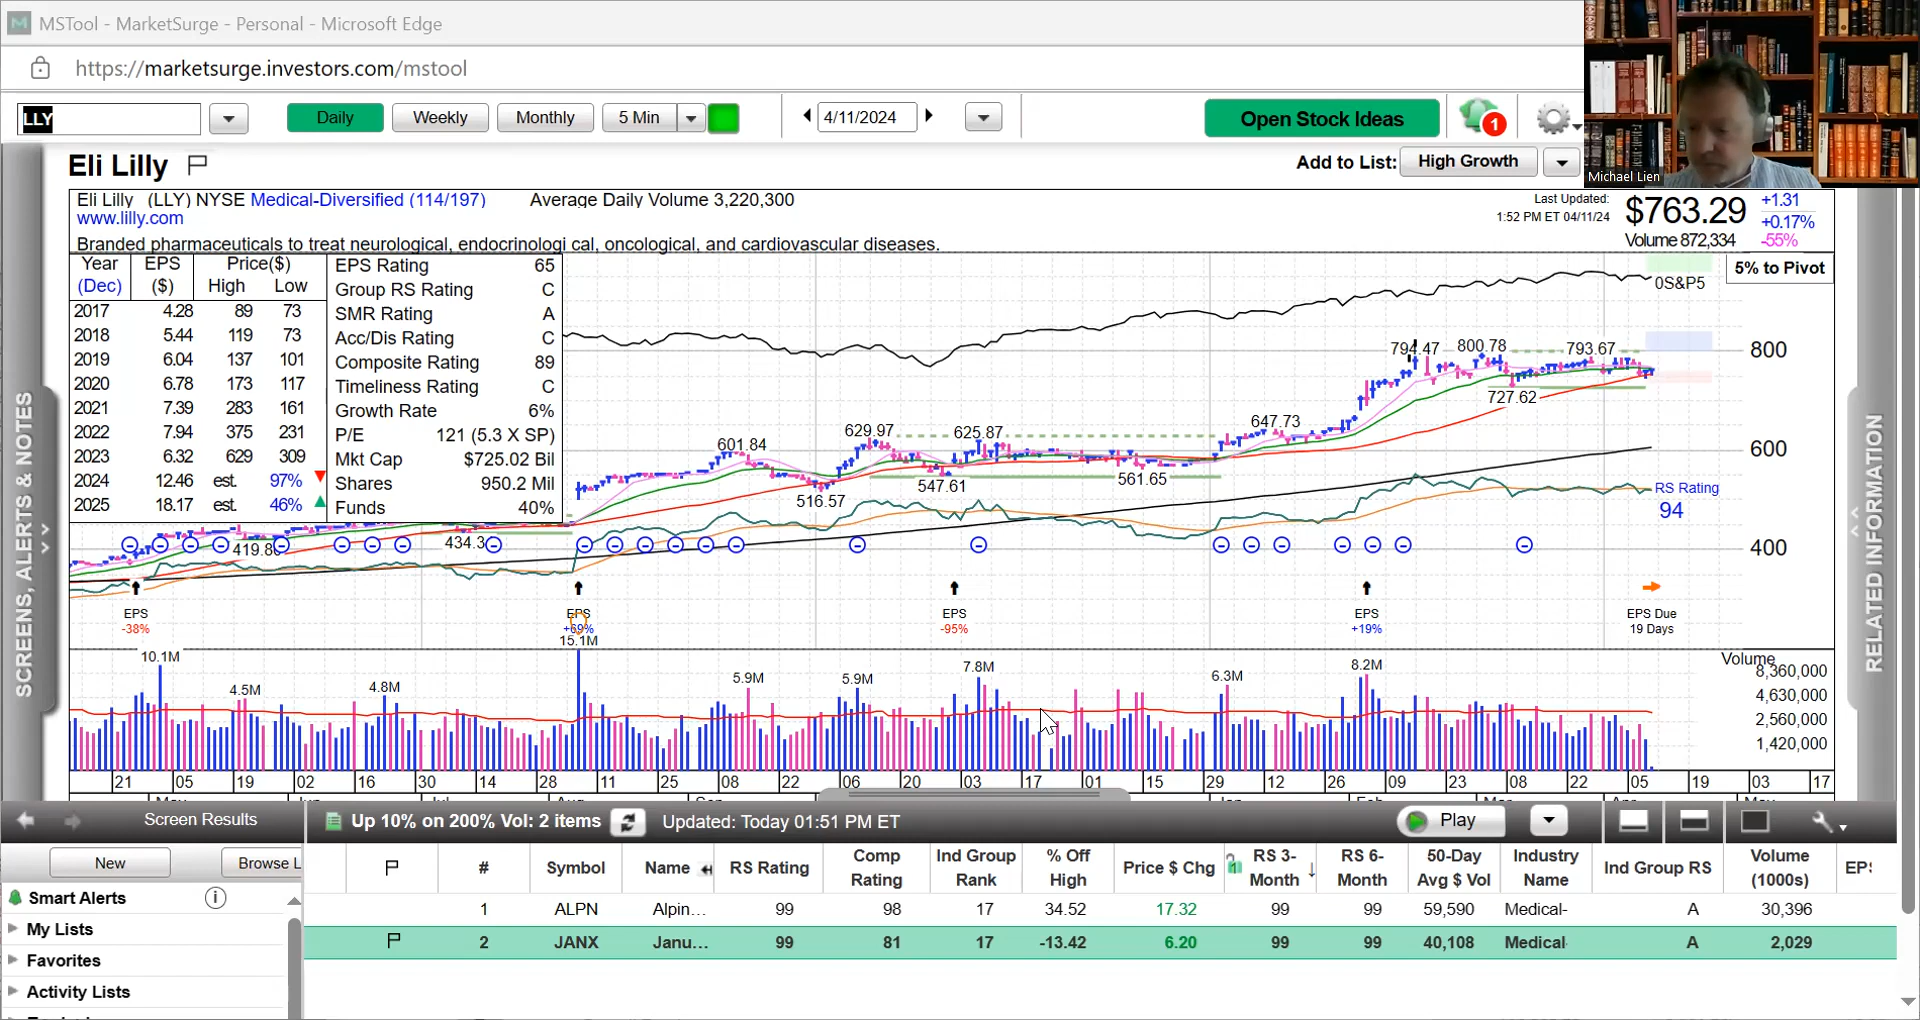 MSTool - MarketSurge - Personal - Microsoft Edge
https://marketsurge.investors.com/mstool
LLY
Daily
Weekly
Monthly
5 Min
4/11/2024
Open Stock Ideas
1
Michael Lien
Eli Lilly
Add to List:
High Growth
Eli Lilly (LLY) NYSE Medical-Diversified (114/197) Average Daily Volume 3,220,300
www.lilly.com
Branded pharmaceuticals to treat neurological, endocrinologi cal, oncological, and cardiovascular diseases.
Last Updated:
1:52 PM ET 04/11/24
$763.29
+1.31
+0.17%
Volume 872,334
-55%
5% to Pivot
Year EPS Price($)
(Dec) ($) High Low
2017 4.28 89 73
2018 5.44 119 73
2019 6.04 137 101
2020 6.78 173 117
2021 7.39 283 161
2022 7.94 375 231
2023 6.32 629 309
2024 12.46 est. 97%
2025 18.17 est. 46%
EPS Rating 65
Group RS Rating C
SMR Rating A
Acc/Dis Rating C
Composite Rating 89
Timeliness Rating C
Growth Rate 6%
P/E 121 (5.3 X SP)
Mkt Cap $725.02 Bil
Shares 950.2 Mil
Funds 40%
0S&P5
800
600
400
794.47
800.78
793.67
727.62
647.73
629.97
625.87
601.84
547.61
561.65
516.57
419.8
434.3
RS Rating
94
EPS
-38%
EPS
+69%
15.1M
EPS
-95%
EPS
+19%
EPS Due
19 Days
10.1M
4.5M
4.8M
5.9M
5.9M
7.8M
6.3M
8.2M
Volume
8,360,000
4,630,000
2,560,000
1,420,000
21 05 19 02 16 30 14 28 11 25 08 22 06 20 03 17 01 15 29 12 26 09 23 08 22 05 19 03 17
SCREENS, ALERTS & NOTES
RELATED INFORMATION
Screen Results
Up 10% on 200% Vol: 2 items
Updated: Today 01:51 PM ET
Play
New
Browse L
Smart Alerts
My Lists
Favorites
Activity Lists
# Symbol Name RS Rating Comp Rating Ind Group Rank % Off High Price $ Chg 1 RS 3-Month RS 6-Month 50-Day Avg $ Vol Industry Name Ind Group RS Volume (1000s) EPS
1 ALPN Alpin... 99 98 17 34.52 17.32 99 99 59,590 Medical- A 30,396
2 JANX Janu... 99 81 17 -13.42 6.20 99 99 40,108 Medical- A 2,029